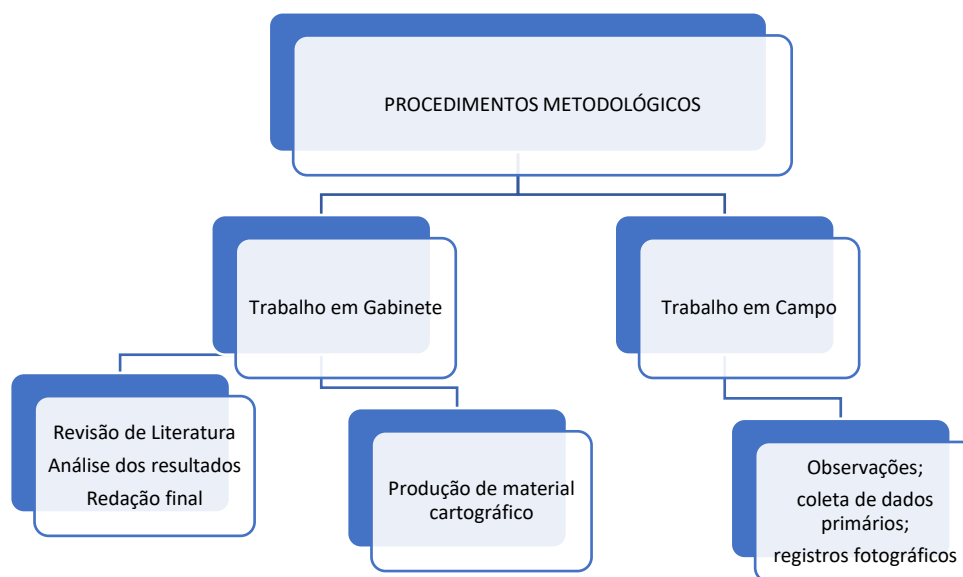 PROCEDIMENTOS METODOLÓGICOS
Trabalho em Gabinete
Trabalho em Campo
Revisão de Literatura
Análise dos resultados
Redação final
Produção de material
cartográfico
Observações;
coleta de dados
primários;
registros fotográficos